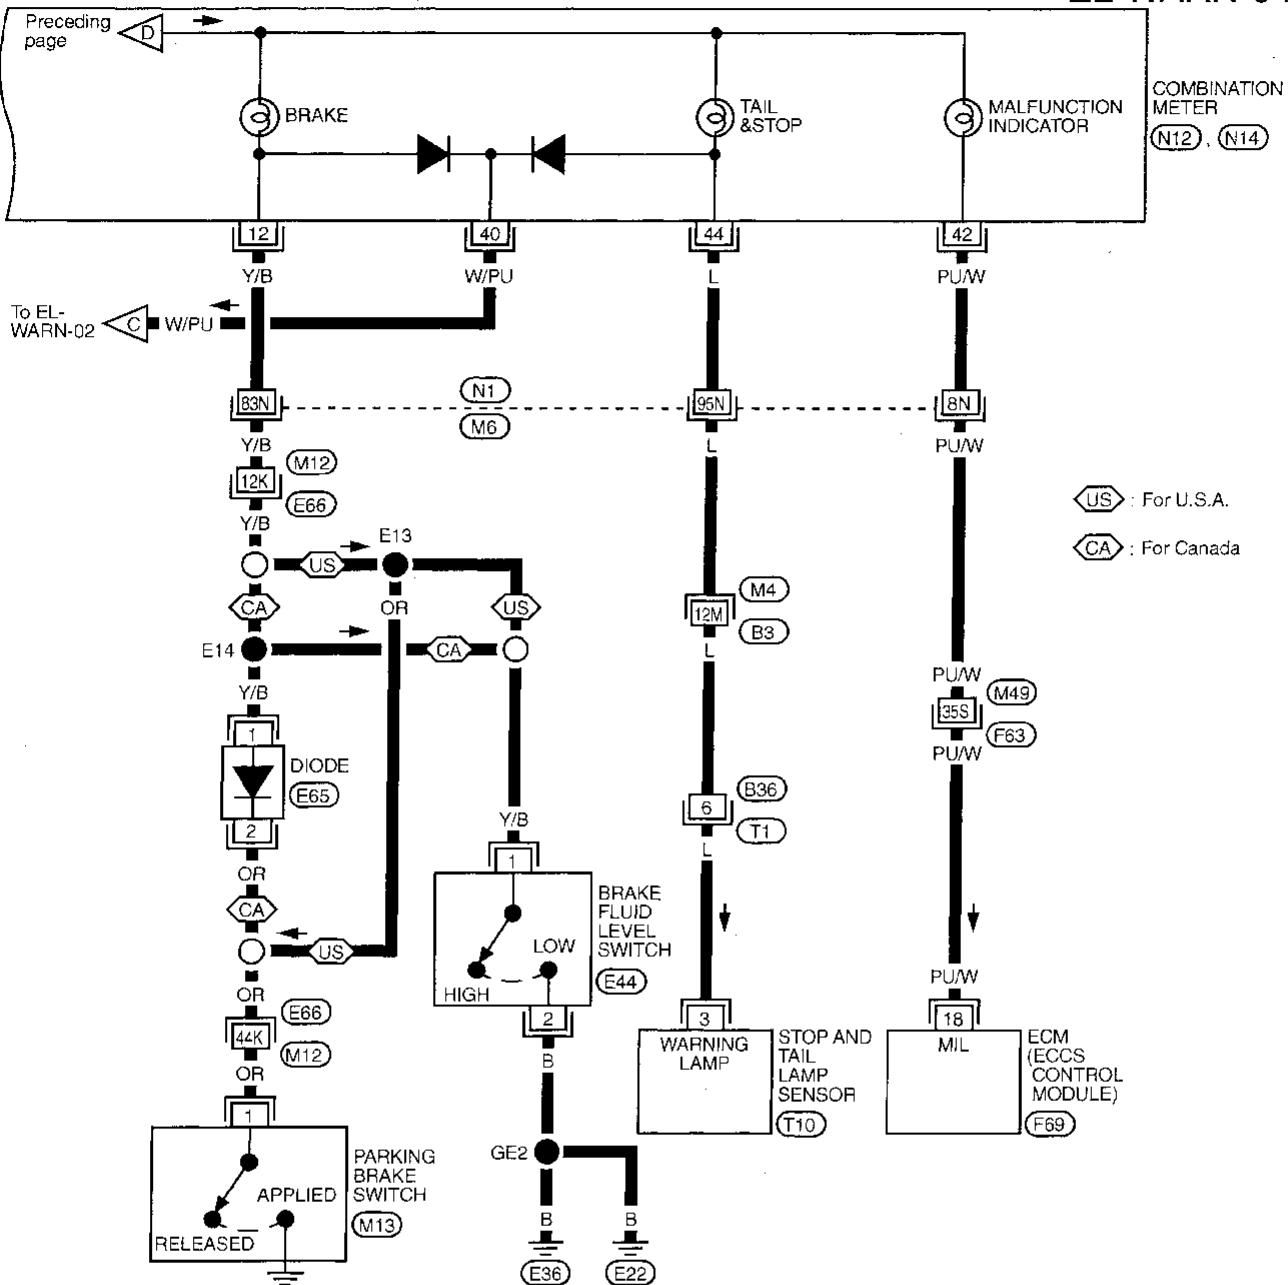 Preceding
page
D
BRAKE
TAIL
&STOP
MALFUNCTION
INDICATOR
COMBINATION
METER
N12 , N14
12
40
44
42
Y/B
W/PU
L
PU/W
To EL-
WARN-02
C
W/PU
N1
83N
95N
8N
M6
Y/B
L
PU/W
M12
12K
E66
Y/B
US : For U.S.A.
CA : For Canada
E13
US
CA
OR
US
M4
12M
B3
E14
CA
L
Y/B
PU/W
M49
35S
F63
PU/W
1
DIODE
E65
2
B36
6
T1
Y/B
L
OR
CA
US
1
BRAKE
FLUID
LEVEL
SWITCH
E44
LOW
HIGH
2
OR
E66
44K
M12
OR
PU/W
3
WARNING
LAMP
STOP AND
TAIL
LAMP
SENSOR
T10
18
MIL
ECM
(ECCS
CONTROL
MODULE)
F69
B
1
GE2
PARKING
BRAKE
SWITCH
M13
APPLIED
RELEASED
B
B
E36
E22